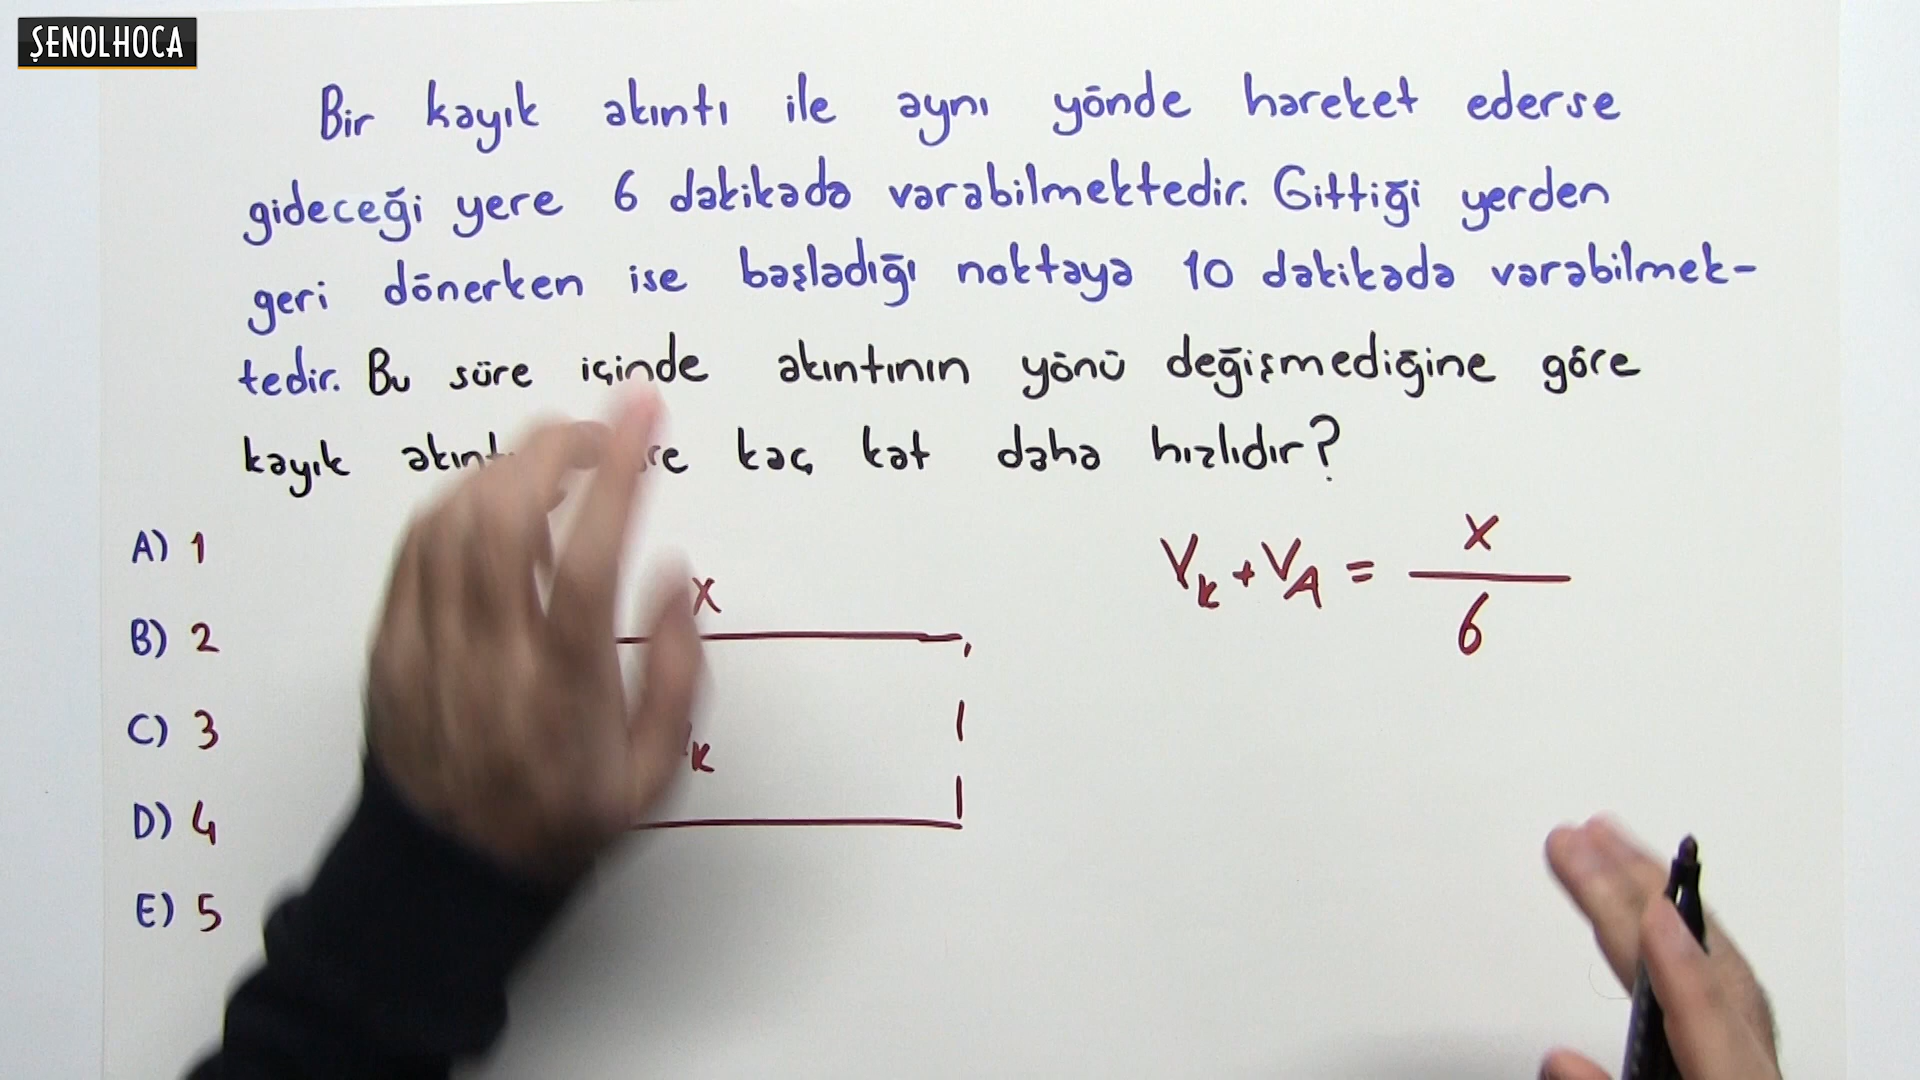 ŞENOLHOCA
Bir kayık akıntı ile aynı yönde hareket ederse
gideceği yere 6 dakikada varabilmektedir. Gittiği yerden
geri dönerken ise başladığı noktaya 10 dakikada varabilmek-
tedir. Bu süre içinde akıntının yönü değişmediğine göre
kayık kaç kat daha hızlıdır?
A) 1
B) 2
C) 3
D) 4
E) 5
x
K
V_K + V_A = x / 6